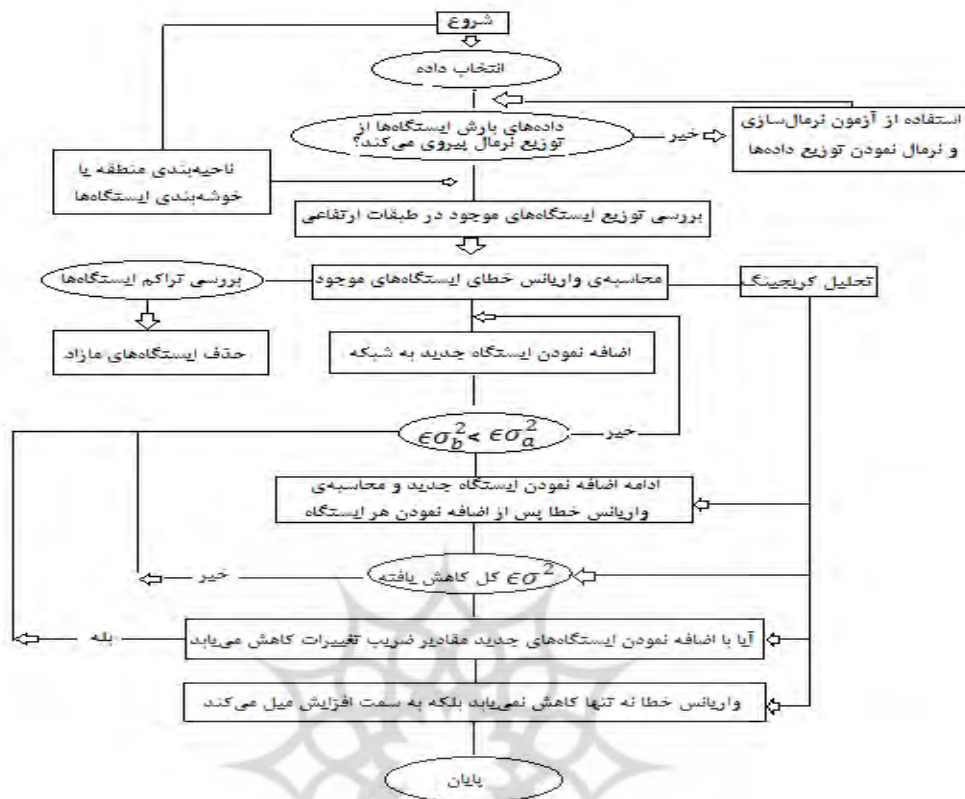 شروع
انتخاب داده
داده‌های بارش ایستگاه‌ها از
توزیع نرمال پیروی می‌کند؟
خیر
استفاده از آزمون نرمال‌سازی
و نرمال نمودن توزیع داده‌ها
ناحیه‌بندی منطقه یا
خوشه‌بندی ایستگاه‌ها
بررسی توزیع ایستگاه‌های موجود در طبقات ارتفاعی
تحلیل کریجینگ
محاسبه‌ی واریانس خطای ایستگاه‌های موجود
بررسی تراکم ایستگاه‌ها
حذف ایستگاه‌های مازاد
اضافه نمودن ایستگاه جدید به شبکه
ϵσ_b^2 < ϵσ_a^2
خیر
ادامه اضافه نمودن ایستگاه جدید و محاسبه‌ی
واریانس خطا پس از اضافه نمودن هر ایستگاه
ϵσ^2 کل کاهش یافته
خیر
آیا با اضافه نمودن ایستگاه‌های جدید مقادیر ضریب تغییرات کاهش می‌یابد
بله
واریانس خطا نه تنها کاهش نمی‌یابد بلکه به سمت افزایش میل می‌کند
پایان